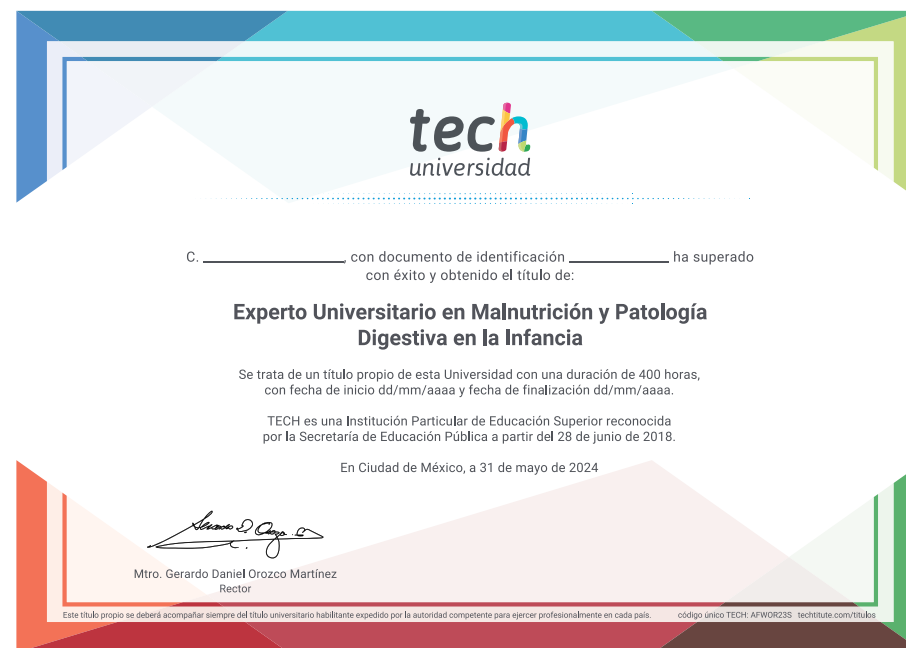 tech
universidad
C. ____________, con documento de identificación ____________ ha superado
con éxito y obtenido el título de:
Experto Universitario en Malnutrición y Patología
Digestiva en la Infancia
Se trata de un título propio de esta Universidad con una duración de 400 horas,
con fecha de inicio dd/mm/aaaa y fecha de finalización dd/mm/aaaa.
TECH es una Institución Particular de Educación Superior reconocida
por la Secretaría de Educación Pública a partir del 28 de junio de 2018.
En Ciudad de México, a 31 de mayo de 2024
Mtro. Gerardo Daniel Orozco Martínez
Rector
Este título propio se deberá acompañar siempre del título universitario habilitante expedido por la autoridad competente para ejercer profesionalmente en cada país. código único TECH: AFWOR23S techtitute.com/titulos